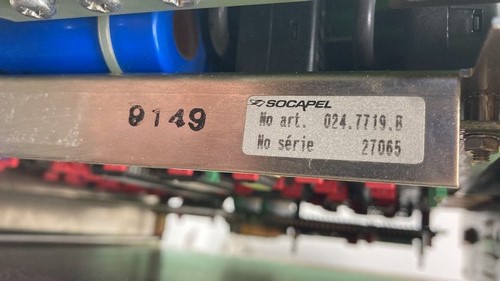 9149
SOCAPEL
No art. 024.7719.B
No série 27065